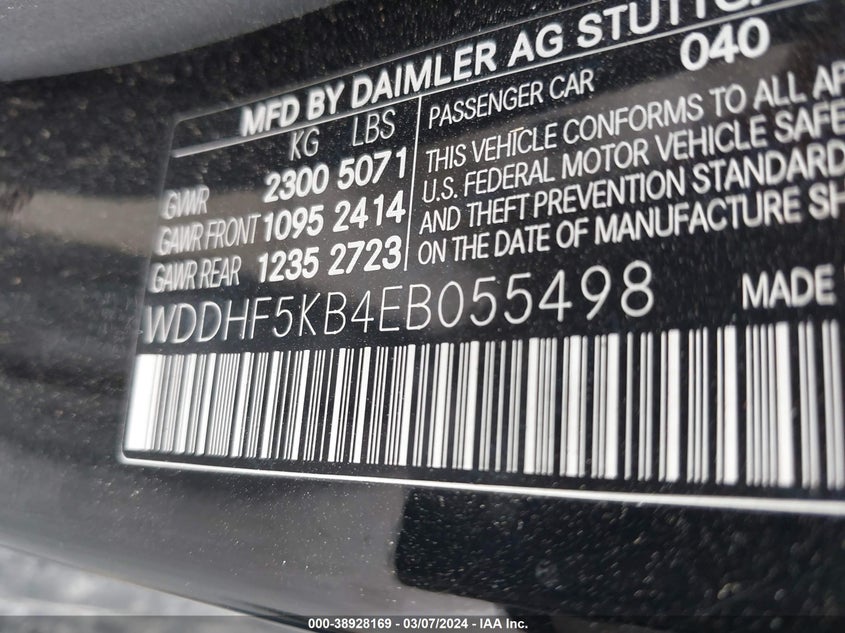 MFD BY DAIMLER AG STUTTGA
040
KG LBS
GVWR 2300 5071
GAWR FRONT 1095 2414
GAWR REAR 1235 2723
PASSENGER CAR
THIS VEHICLE CONFORMS TO ALL AP
U.S. FEDERAL MOTOR VEHICLE SAFE
AND THEFT PREVENTION STANDARD
ON THE DATE OF MANUFACTURE SH
WDDHF5KB4EB055498
MADE
000-38928169 — 03/07/2024 — IAA Inc.